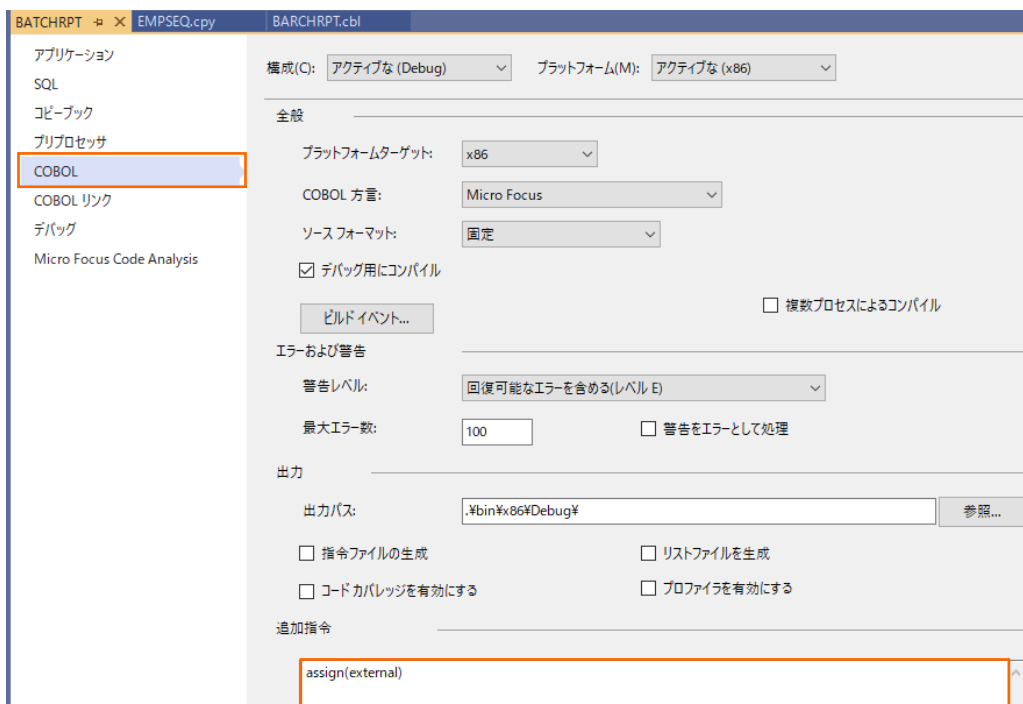 BATCHRPT EMPSEQ.cpy BARCHRPT.cbl
アプリケーション
SQL
コピーブック
プリプロセッサ
COBOL
COBOL リンク
デバッグ
Micro Focus Code Analysis
構成(C): アクティブな (Debug) プラットフォーム(M): アクティブな (x86)
全般
プラットフォームターゲット: x86
COBOL 方言: Micro Focus
ソース フォーマット: 固定
デバッグ用にコンパイル
複数プロセスによるコンパイル
ビルド イベント...
エラーおよび警告
警告レベル: 回復可能なエラーを含める(レベル E)
最大エラー数: 100 警告をエラーとして処理
出力
出力パス: .¥bin¥x86¥Debug¥ 参照...
指令ファイルの生成 リストファイルを生成
コード カバレッジを有効にする プロファイラを有効にする
追加指令
assign(external)